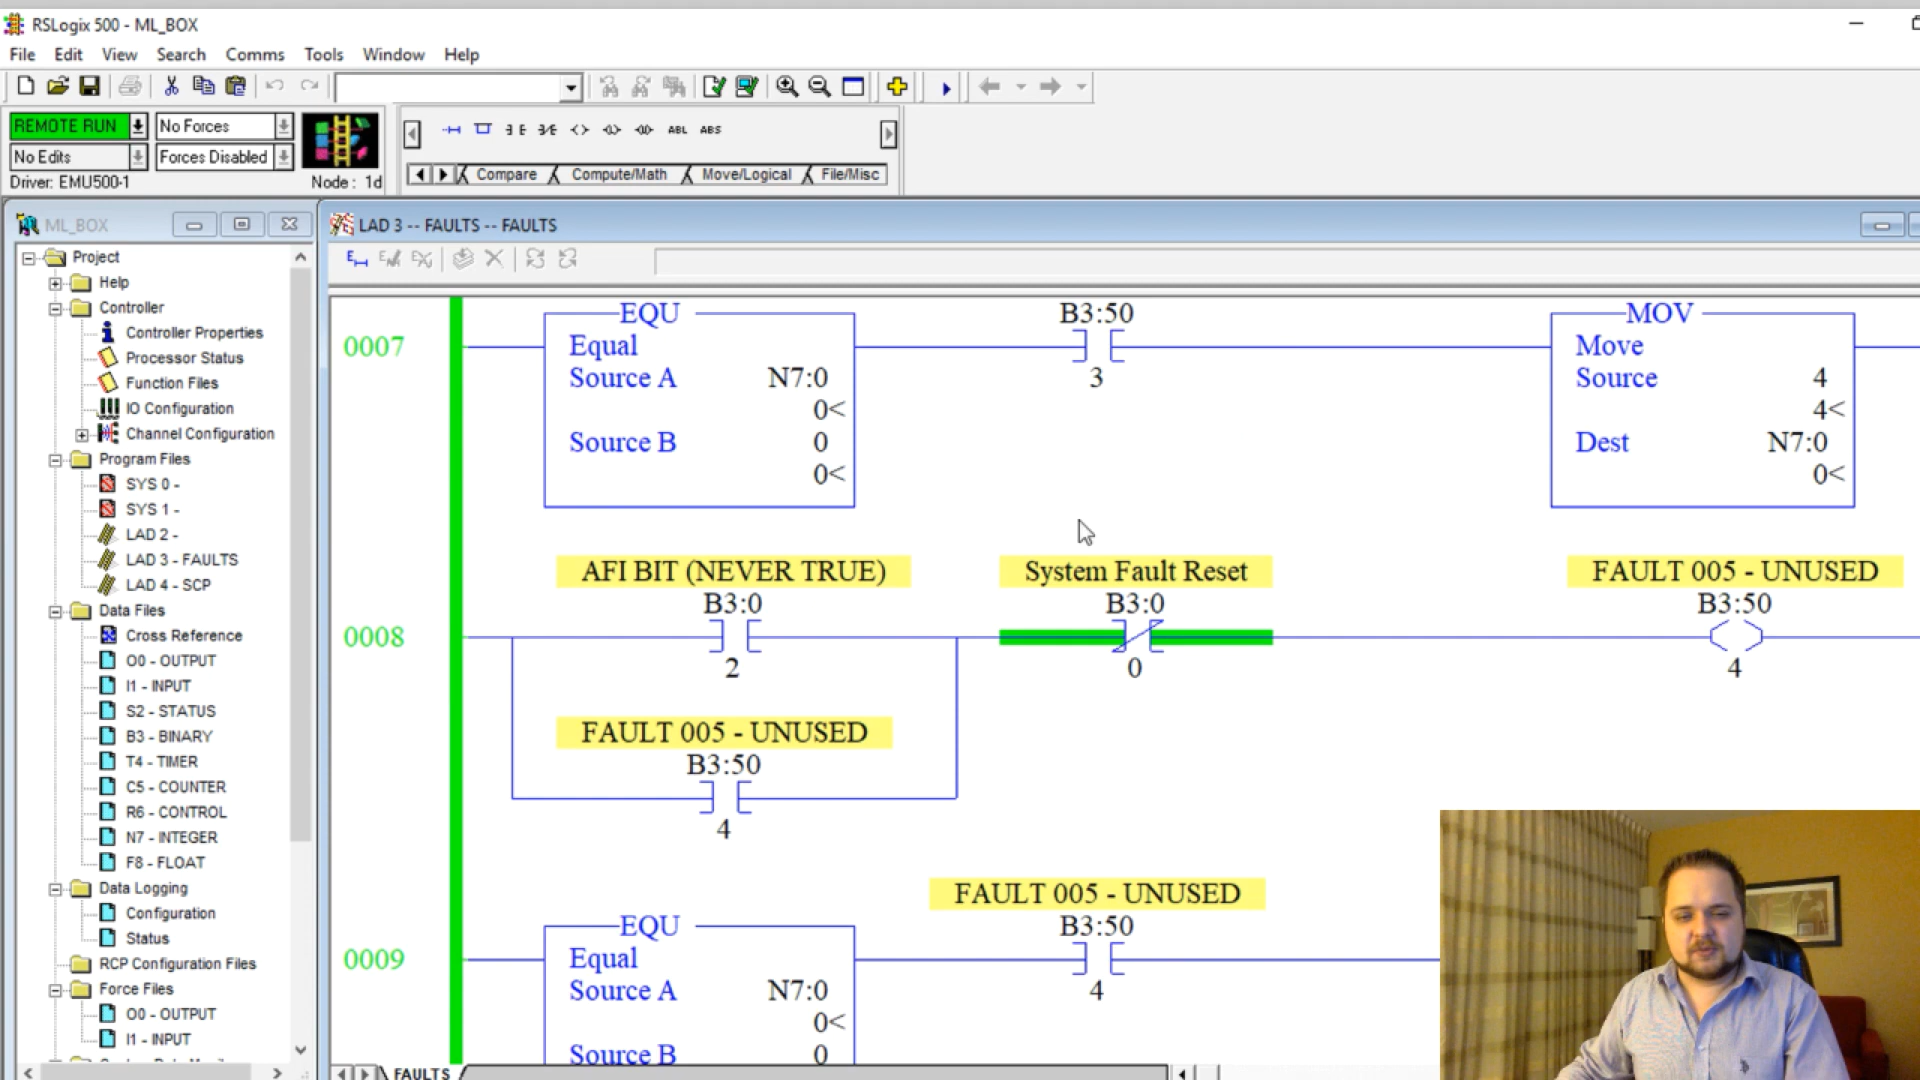 RSLogix 500 - ML_BOX
File Edit View Search Comms Tools Window Help
REMOTE RUN No Forces
No Edits Forces Disabled
Driver: EMU500-1 Node : 1d
ABL ABS
Compare Compute/Math Move/Logical File/Misc
ML_BOX
Project
Help
Controller
Controller Properties
Processor Status
Function Files
IO Configuration
Channel Configuration
Program Files
SYS 0 -
SYS 1 -
LAD 2 -
LAD 3 - FAULTS
LAD 4 - SCP
Data Files
Cross Reference
O0 - OUTPUT
I1 - INPUT
S2 - STATUS
B3 - BINARY
T4 - TIMER
C5 - COUNTER
R6 - CONTROL
N7 - INTEGER
F8 - FLOAT
Data Logging
Configuration
Status
RCP Configuration Files
Force Files
O0 - OUTPUT
I1 - INPUT
LAD 3 -- FAULTS -- FAULTS
EQU B3:50 MOV
0007 Equal Move
Source A N7:0 3 Source 4
0< 4<
Source B 0 Dest N7:0
0< 0<
AFI BIT (NEVER TRUE) System Fault Reset FAULT 005 - UNUSED
B3:0 B3:0 B3:50
0008
2 0 4
FAULT 005 - UNUSED
B3:50
4
FAULT 005 - UNUSED
EQU B3:50
0009 Equal
Source A N7:0 4
0<
Source B 0
FAULTS